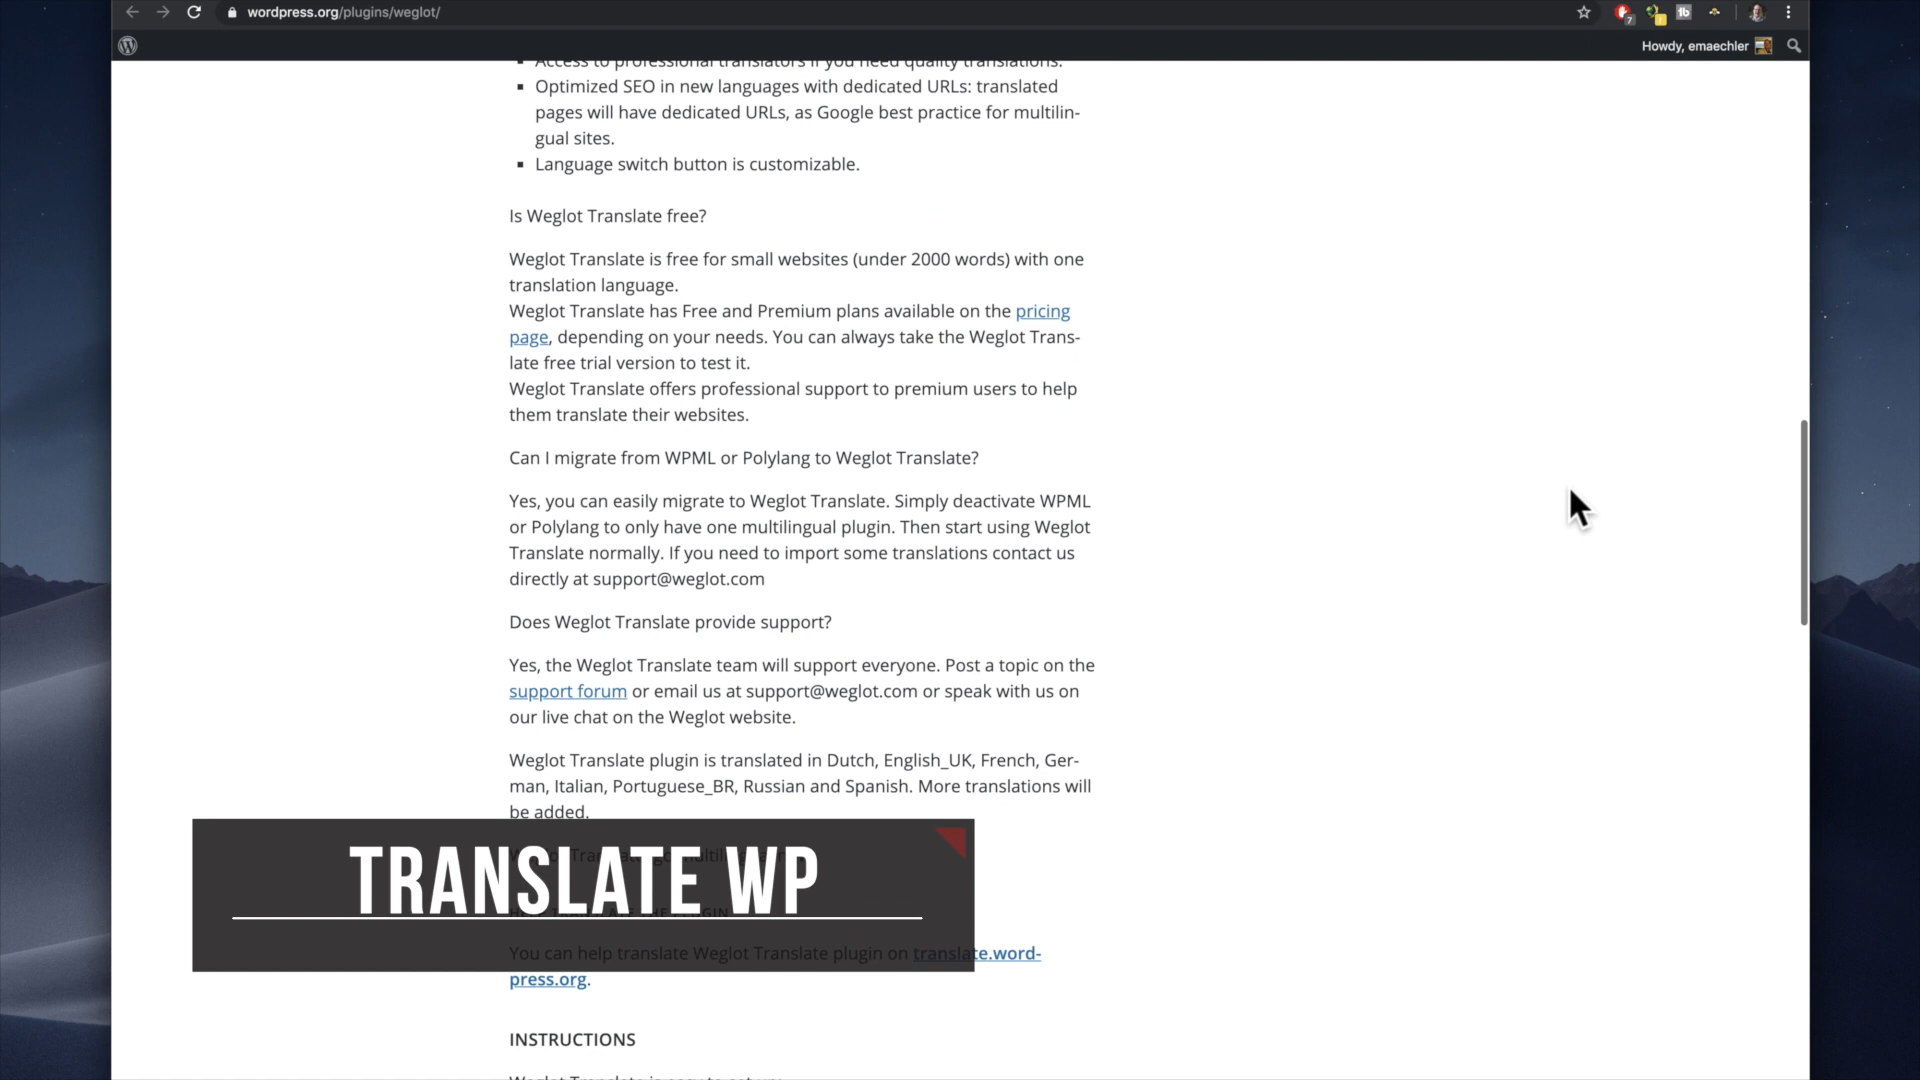 wordpress.org/plugins/weglot/
7
1
tb
Howdy, emaechler
Access to professional translators if you need quality translations.
Optimized SEO in new languages with dedicated URLs: translated
pages will have dedicated URLs, as Google best practice for multilin-
gual sites.
Language switch button is customizable.
Is Weglot Translate free?
Weglot Translate is free for small websites (under 2000 words) with one
translation language.
Weglot Translate has Free and Premium plans available on the pricing
page, depending on your needs. You can always take the Weglot Trans-
late free trial version to test it.
Weglot Translate offers professional support to premium users to help
them translate their websites.
Can I migrate from WPML or Polylang to Weglot Translate?
Yes, you can easily migrate to Weglot Translate. Simply deactivate WPML
or Polylang to only have one multilingual plugin. Then start using Weglot
Translate normally. If you need to import some translations contact us
directly at support@weglot.com
Does Weglot Translate provide support?
Yes, the Weglot Translate team will support everyone. Post a topic on the
support forum or email us at support@weglot.com or speak with us on
our live chat on the Weglot website.
Weglot Translate plugin is translated in Dutch, English_UK, French, Ger-
man, Italian, Portuguese_BR, Russian and Spanish. More translations will
be added.
TRANSLATE WP
You can help translate Weglot Translate plugin on translate.word-
press.org.
INSTRUCTIONS